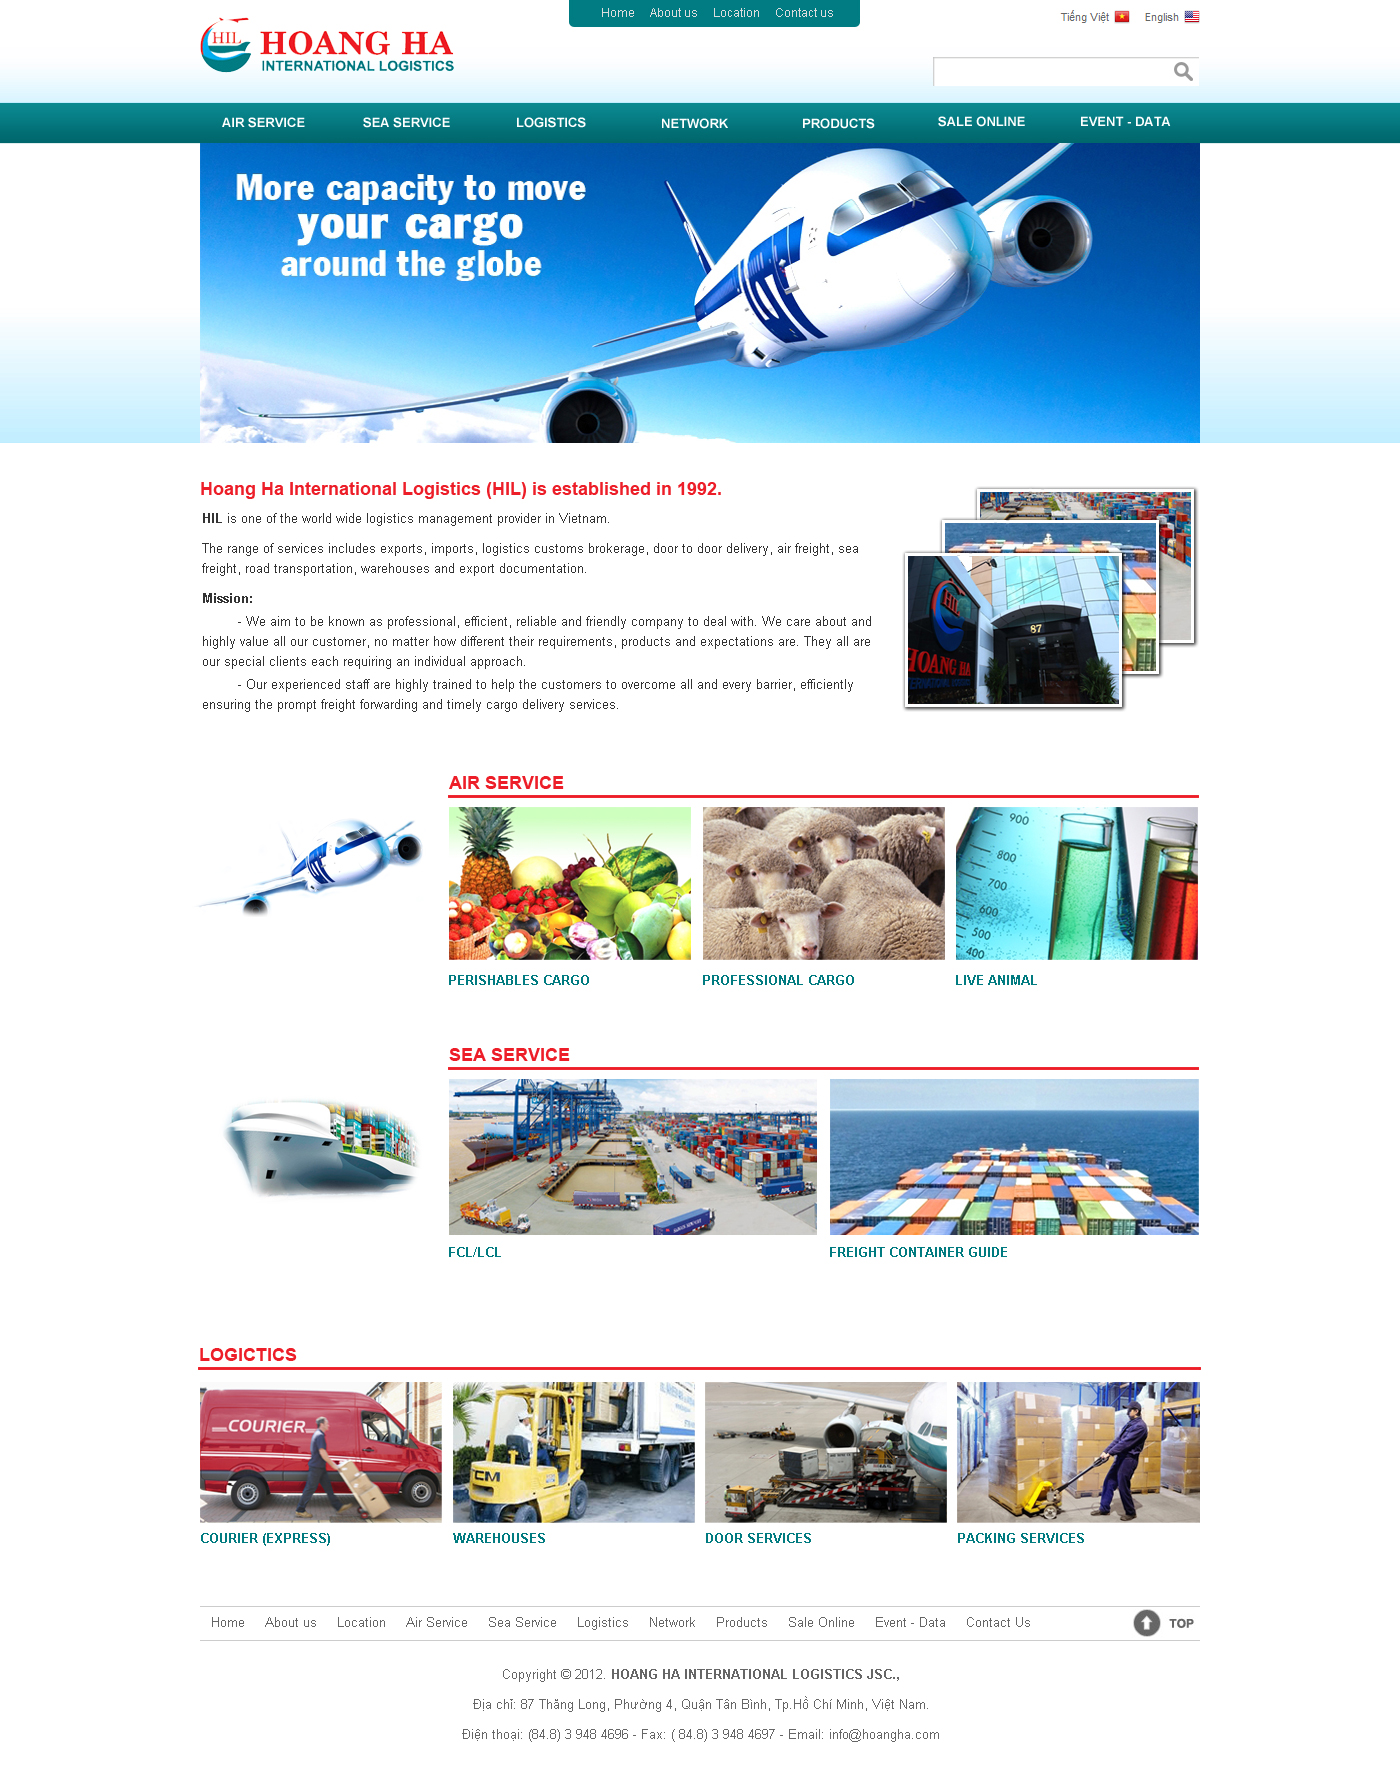 Home About us Location Contact us
Tiếng Việt English
HIL HOANG HA
INTERNATIONAL LOGISTICS
AIR SERVICE SEA SERVICE LOGISTICS NETWORK PRODUCTS SALE ONLINE EVENT - DATA
More capacity to move
your cargo
around the globe
Hoang Ha International Logistics (HIL) is established in 1992.
HIL is one of the world wide logistics management provider in Vietnam.
The range of services includes exports, imports, logistics customs brokerage, door to door delivery, air freight, sea
freight, road transportation, warehouses and export documentation.
Mission:
- We aim to be known as professional, efficient, reliable and friendly company to deal with. We care about and
highly value all our customer, no matter how different their requirements, products and expectations are. They all are
our special clients each requiring an individual approach.
- Our experienced staff are highly trained to help the customers to overcome all and every barrier, efficiently
ensuring the prompt freight forwarding and timely cargo delivery services.
HIL
87
HOANG HA
AIR SERVICE
900
800
700
600
500
400
PERISHABLES CARGO PROFESSIONAL CARGO LIVE ANIMAL
SEA SERVICE
FCL/LCL FREIGHT CONTAINER GUIDE
LOGICTICS
COURIER
TCM
COURIER (EXPRESS) WAREHOUSES DOOR SERVICES PACKING SERVICES
Home About us Location Air Service Sea Service Logistics Network Products Sale Online Event - Data Contact Us TOP
Copyright © 2012. HOANG HA INTERNATIONAL LOGISTICS JSC.,
Địa chỉ: 87 Thăng Long, Phường 4, Quận Tân Bình, Tp.Hồ Chí Minh, Việt Nam.
Điện thoại: (84.8) 3 948 4696 - Fax: ( 84.8) 3 948 4697 - Email: info@hoangha.com